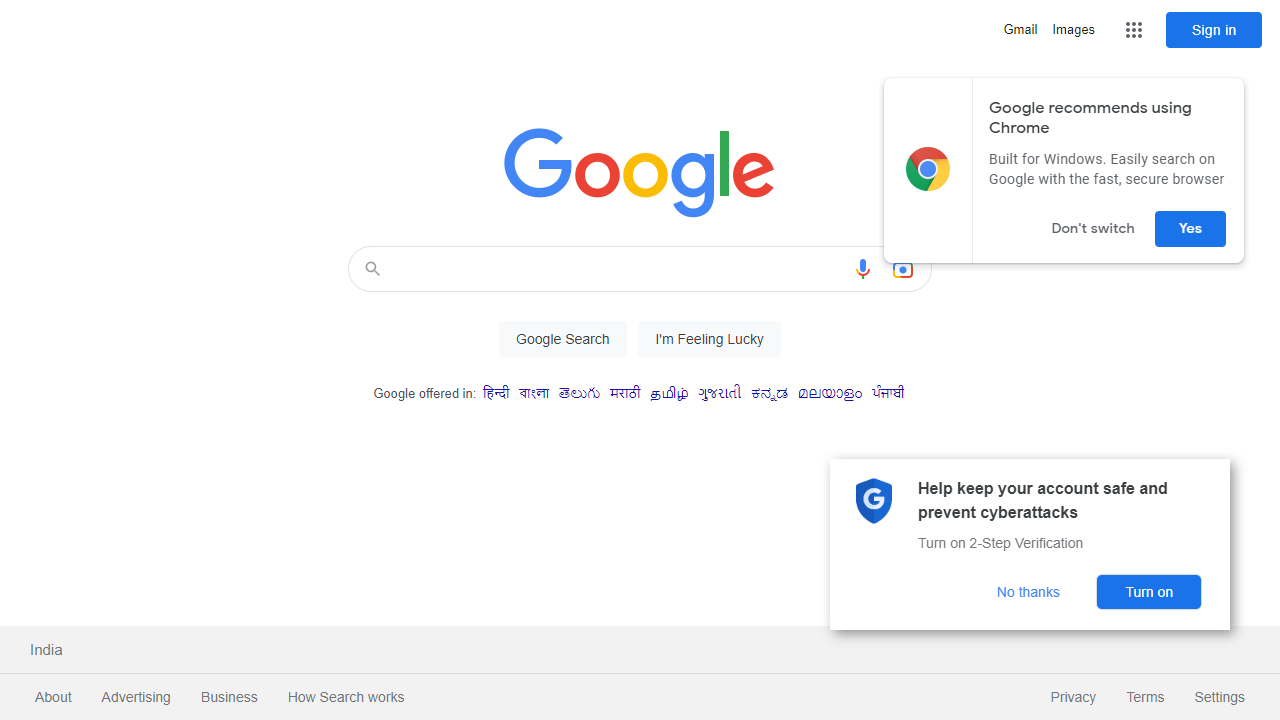 Gmail Images Sign in
Google recommends using
Chrome
Built for Windows. Easily search on
Google with the fast, secure browser
Don't switch Yes
Google
Google Search I'm Feeling Lucky
Google offered in: हिन्दी বাংলা తెలుగు मराठी தமிழ் ગુજરાતી ಕನ್ನಡ മലയാളം ਪੰਜਾਬੀ
G
Help keep your account safe and
prevent cyberattacks
Turn on 2-Step Verification
No thanks Turn on
India
About Advertising Business How Search works Privacy Terms Settings